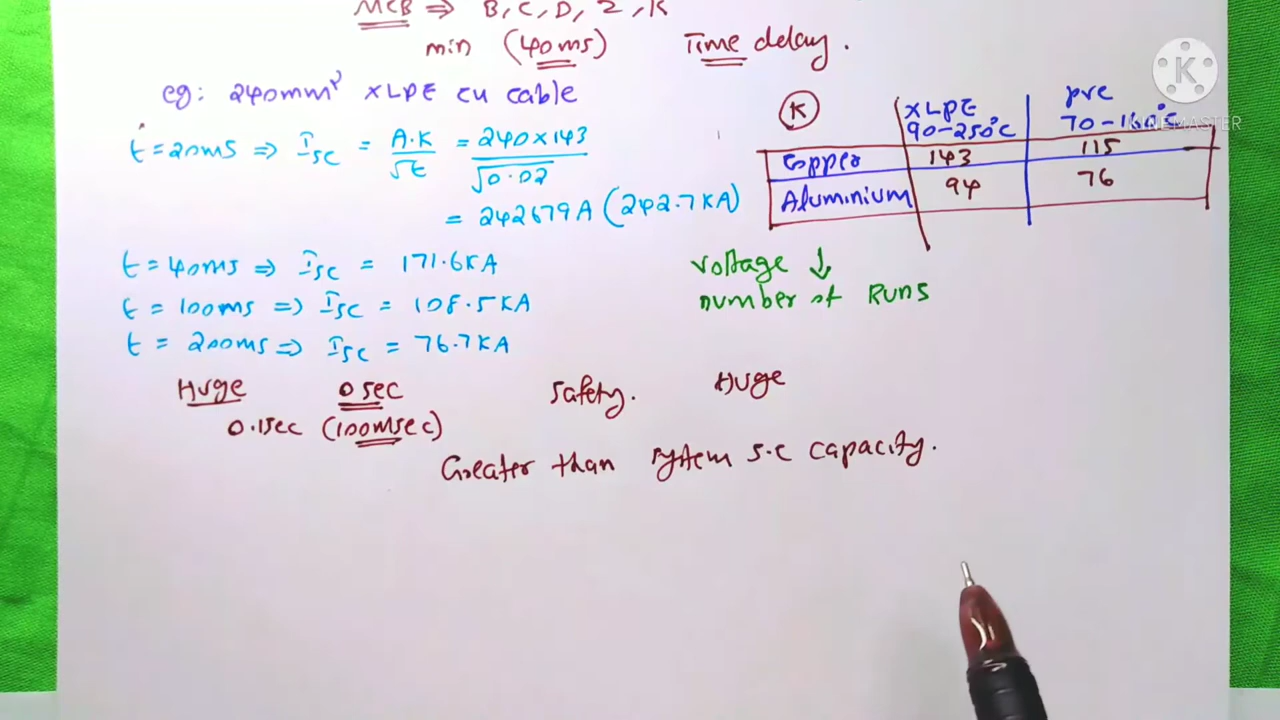 MCB ⇒ B, C, D, Z, K
min (40ms) Time delay.
K
KINEMASTER
eg: 240mm² XLPE cu cable
t=20ms ⇒ Isc = A.K/√t = 240×143/√0.02
= 242679A (242.7KA)
K
XLPE 90-250°C
pvc 70-160°C
Copper 143 115
Aluminium 94 76
t=40ms ⇒ Isc = 171.6KA
t=100ms ⇒ Isc = 108.5KA
t = 200ms ⇒ Isc = 76.7KA
voltage ↓
number of Runs
Huge 0sec Safety. Huge
0.1sec (100msec)
Greater than system s.c capacity.